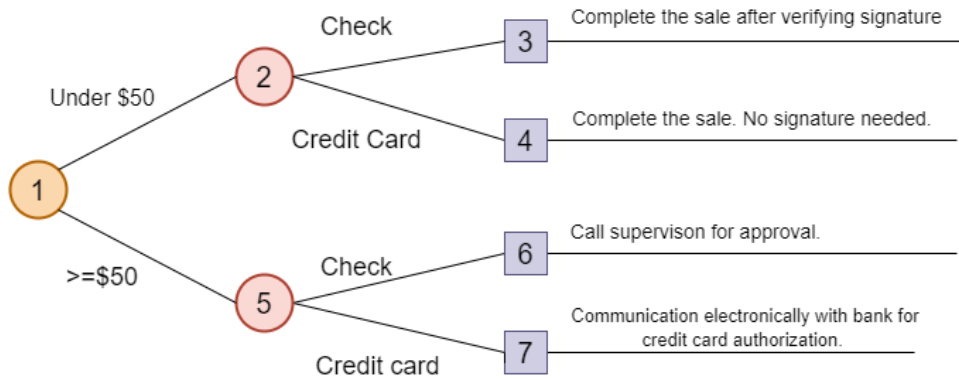 Check
3
Complete the sale after verifying signature
Under $50
2
Credit Card
4
Complete the sale. No signature needed.
1
>=$50
5
Check
6
Call supervison for approval.
Credit card
7
Communication electronically with bank for
credit card authorization.